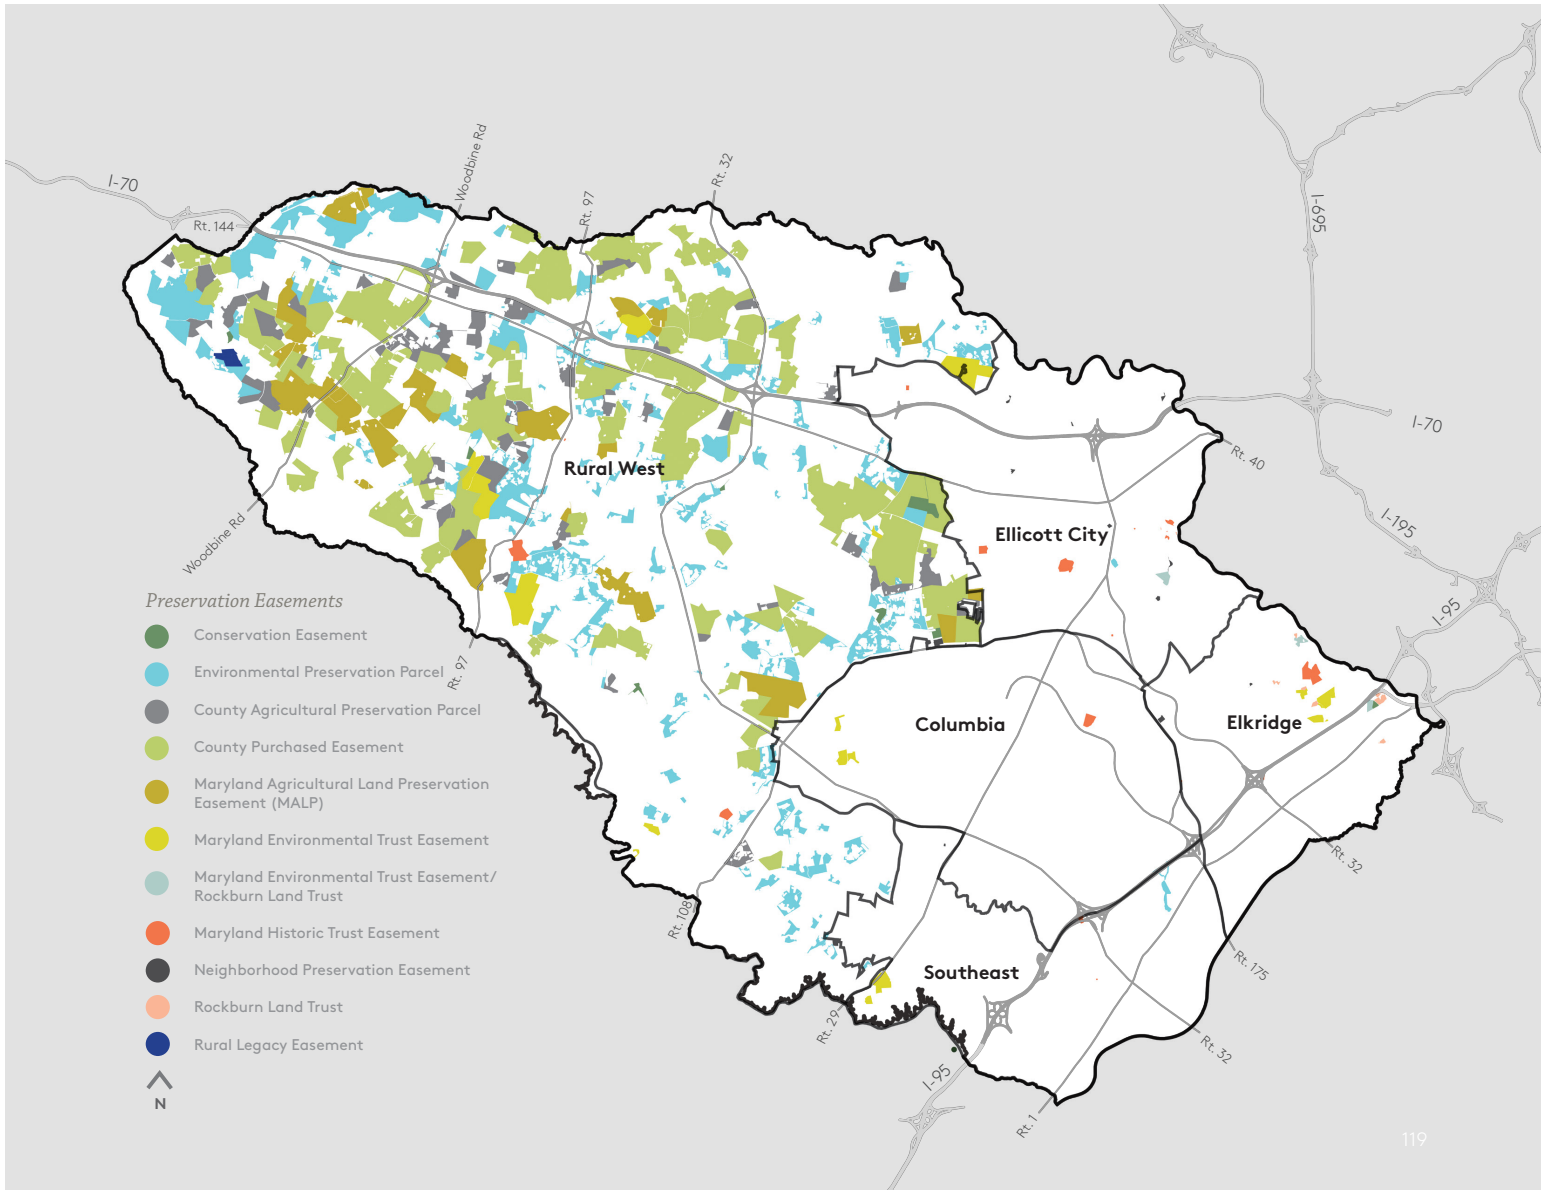 I-70
Woodbine Rd
Rt. 97
Rt. 32
Rt. 144
I-695
I-70
Rt. 40
Rural West
I-195
Ellicott City
Woodbine Rd
I-95
Rt. 97
Columbia
Elkridge
Rt. 32
Rt. 108
Southeast
Rt. 175
Rt. 29
Rt. 32
I-95
Rt. 1
Preservation Easements
Conservation Easement
Environmental Preservation Parcel
County Agricultural Preservation Parcel
County Purchased Easement
Maryland Agricultural Land Preservation
Easement (MALP)
Maryland Environmental Trust Easement
Maryland Environmental Trust Easement/
Rockburn Land Trust
Maryland Historic Trust Easement
Neighborhood Preservation Easement
Rockburn Land Trust
Rural Legacy Easement
N
119